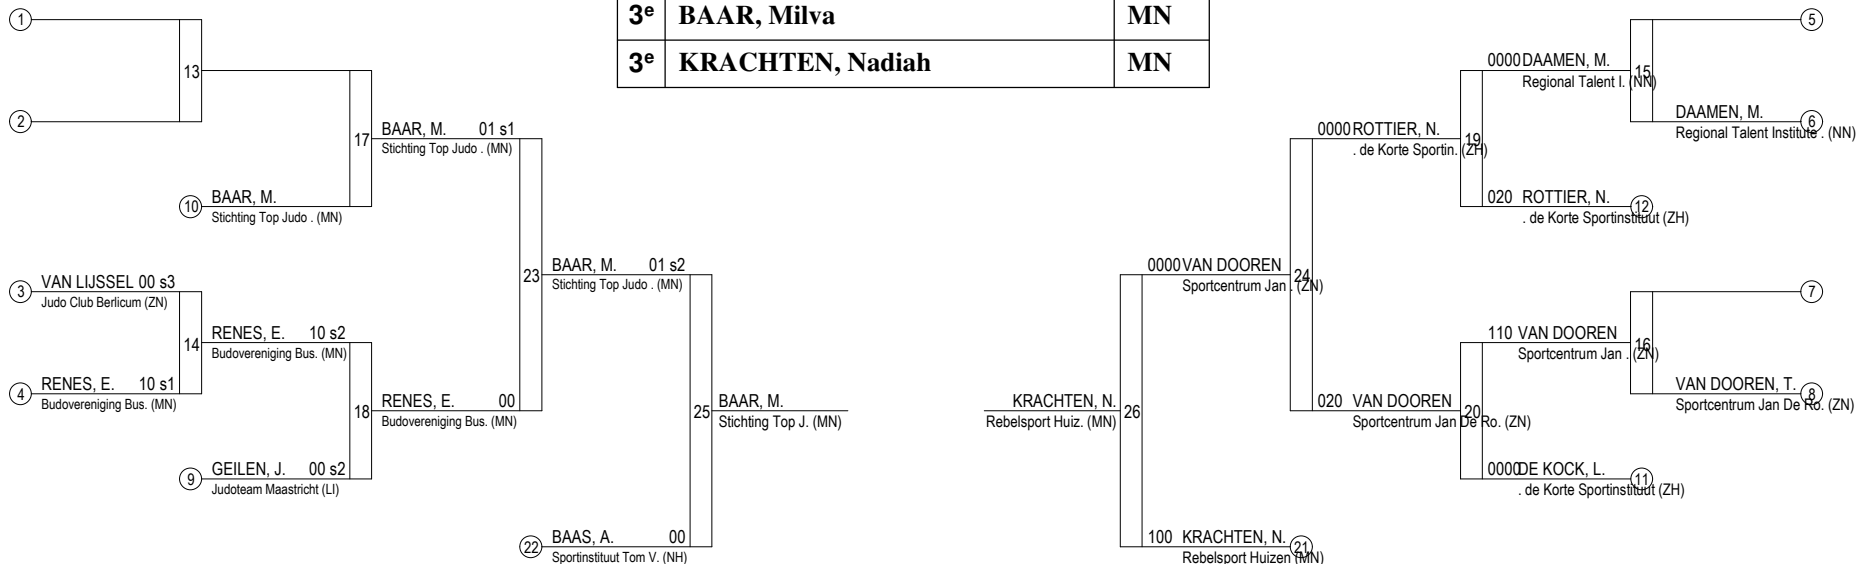 3e BAAR, Milva MN
3e KRACHTEN, Nadiah MN
1
13
2
17
BAAR, M. 01 s1
Stichting Top Judo . (MN)
10
BAAR, M.
Stichting Top Judo . (MN)
23
BAAR, M. 01 s2
Stichting Top Judo . (MN)
3
VAN LIJSSEL 00 s3
Judo Club Berlicum (ZN)
14
RENES, E. 10 s2
Budovereniging Bus. (MN)
4
RENES, E. 10 s1
Budovereniging Bus. (MN)
18
RENES, E. 00
Budovereniging Bus. (MN)
9
GEILEN, J. 00 s2
Judoteam Maastricht (LI)
25
BAAR, M.
Stichting Top J. (MN)
22
BAAS, A. 00
Sportinstituut Tom V. (NH)
5
0000 DAAMEN, M.
Regional Talent I. (NN)
15
DAAMEN, M.
6
Regional Talent Institute . (NN)
0000 ROTTIER, N.
. de Korte Sportin. (ZH)
19
020 ROTTIER, N.
12
. de Korte Sportinstituut (ZH)
0000 VAN DOOREN
Sportcentrum Jan . (ZN)
24
7
110 VAN DOOREN
Sportcentrum Jan . (ZN)
16
VAN DOOREN, T.
8
Sportcentrum Jan De Ro. (ZN)
KRACHTEN, N.
Rebelsport Huiz. (MN)
26
020 VAN DOOREN
Sportcentrum Jan De Ro. (ZN)
20
0000 DE KOCK, L.
11
. de Korte Sportinstituut (ZH)
100 KRACHTEN, N.
21
Rebelsport Huizen (MN)